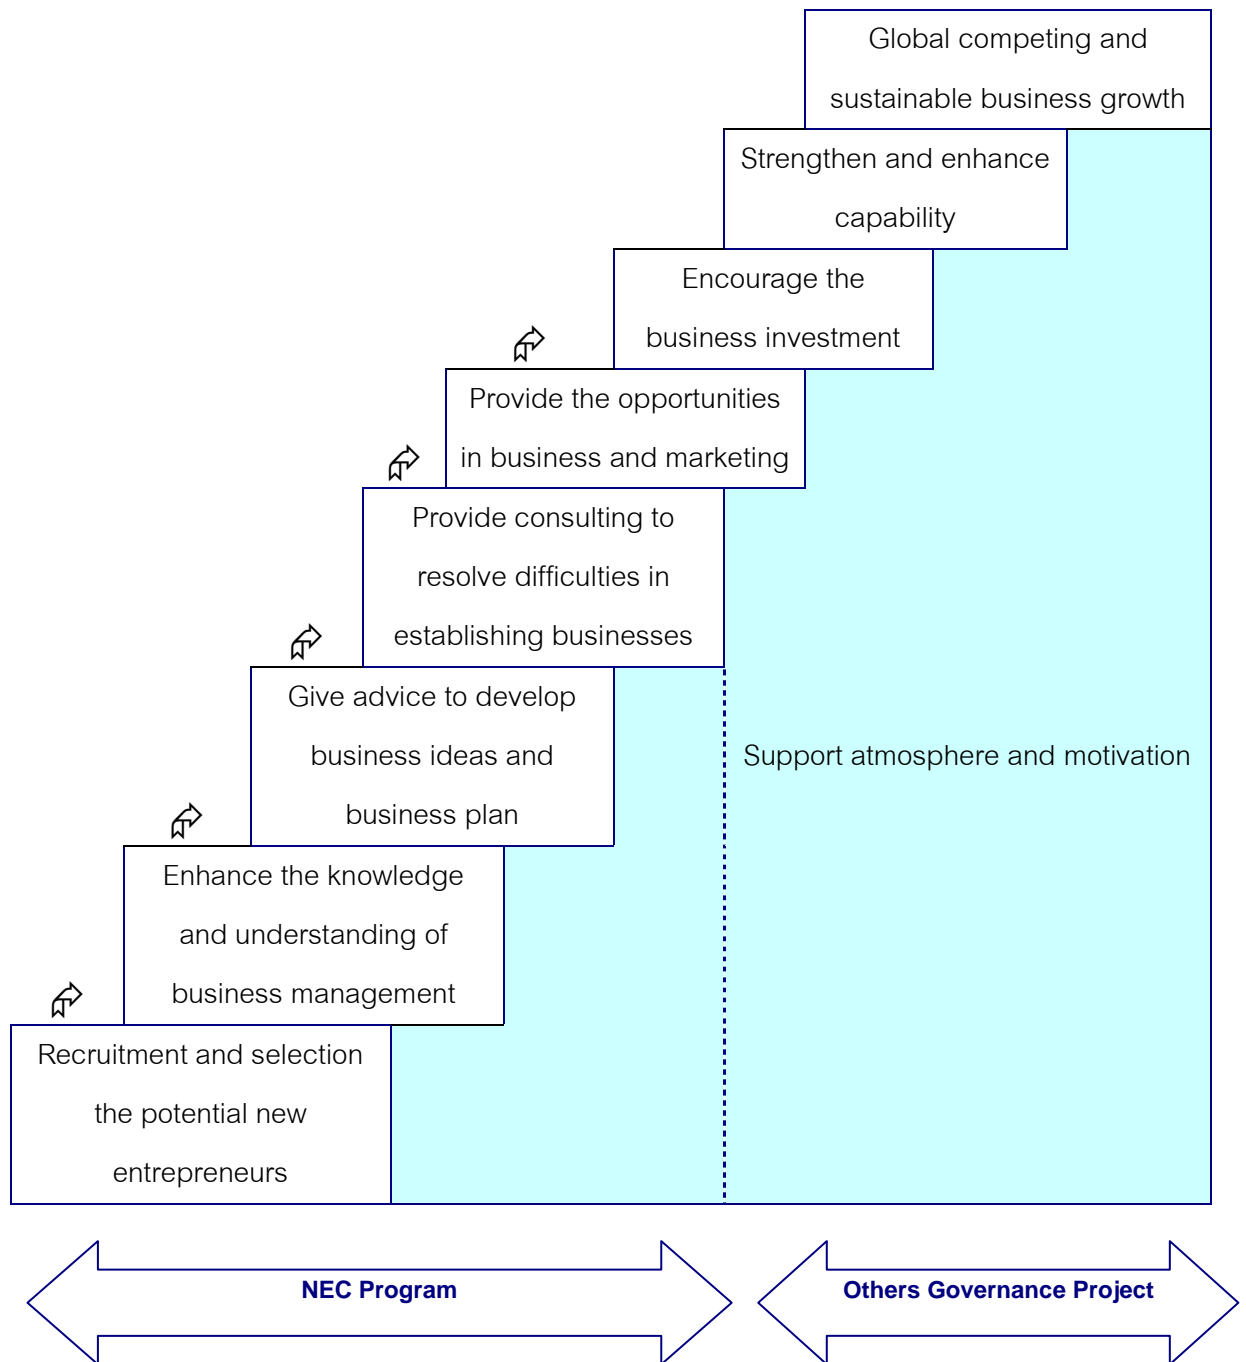 Global competing and
sustainable business growth
Strengthen and enhance
capability
Encourage the
business investment
Provide the opportunities
in business and marketing
Provide consulting to
resolve difficulties in
establishing businesses
Give advice to develop
business ideas and
business plan
Support atmosphere and motivation
Enhance the knowledge
and understanding of
business management
Recruitment and selection
the potential new
entrepreneurs
NEC Program
Others Governance Project